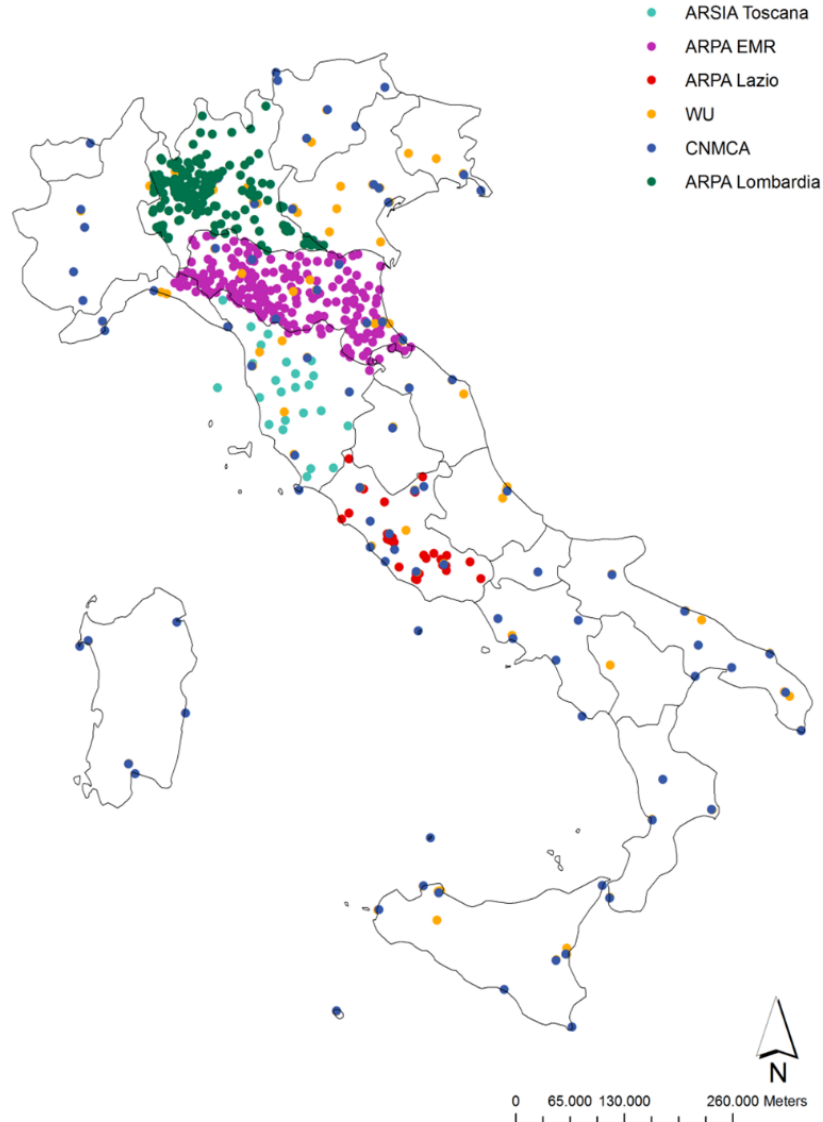 ARSIA Toscana
ARPA EMR
ARPA Lazio
WU
CNMCA
ARPA Lombardia
N
0 65.000 130.000 260.000 Meters